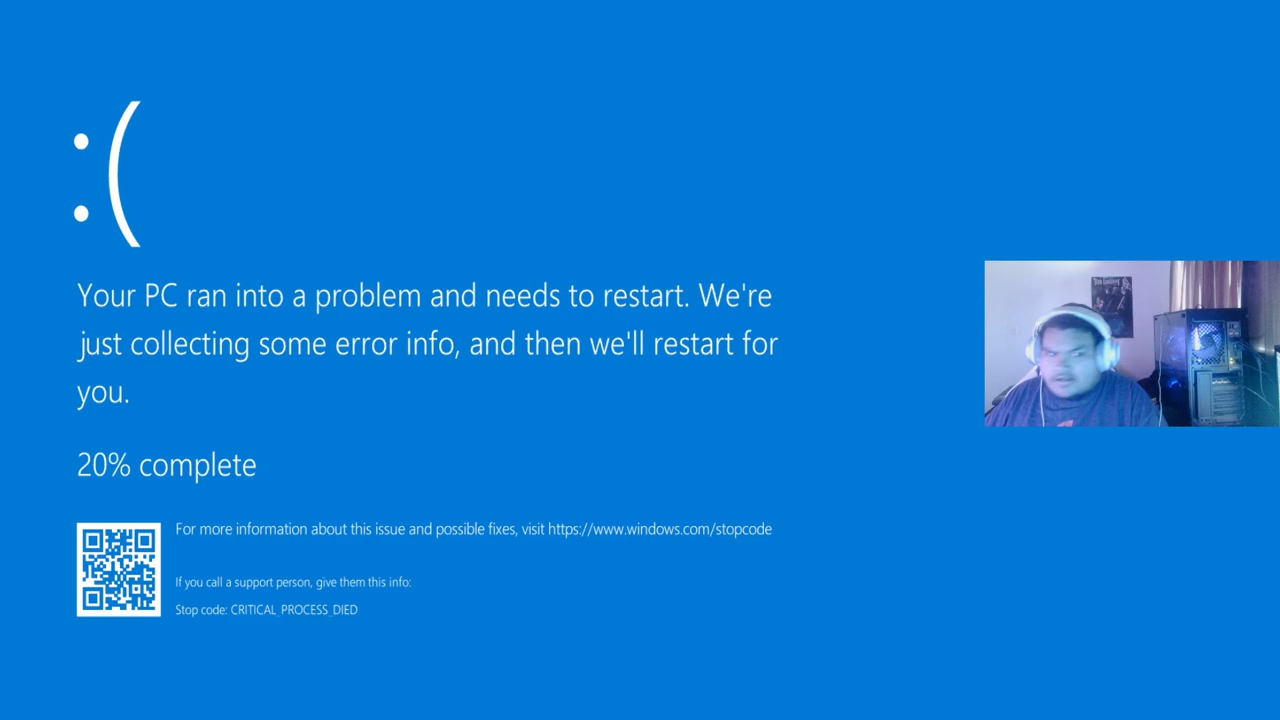 :(
Your PC ran into a problem and needs to restart. We're
just collecting some error info, and then we'll restart for
you.
20% complete
For more information about this issue and possible fixes, visit https://www.windows.com/stopcode
If you call a support person, give them this info:
Stop code: CRITICAL_PROCESS_DIED